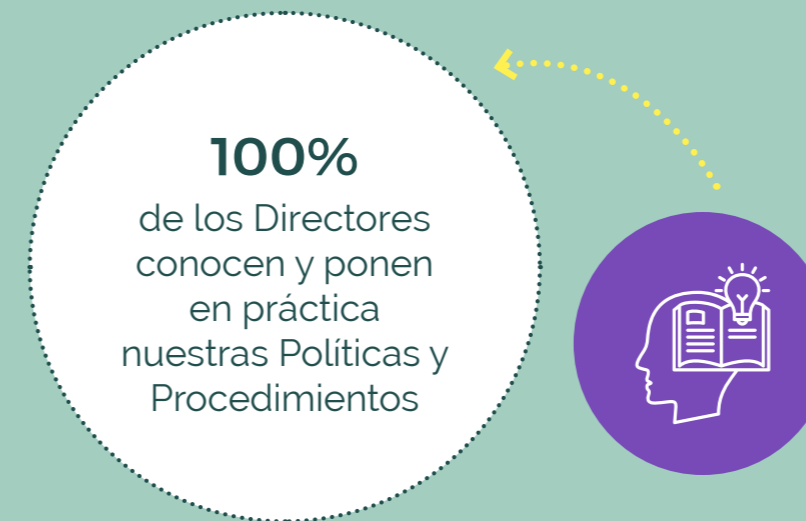 100%
de los Directores
conocen y ponen
en práctica
nuestras Políticas y
Procedimientos